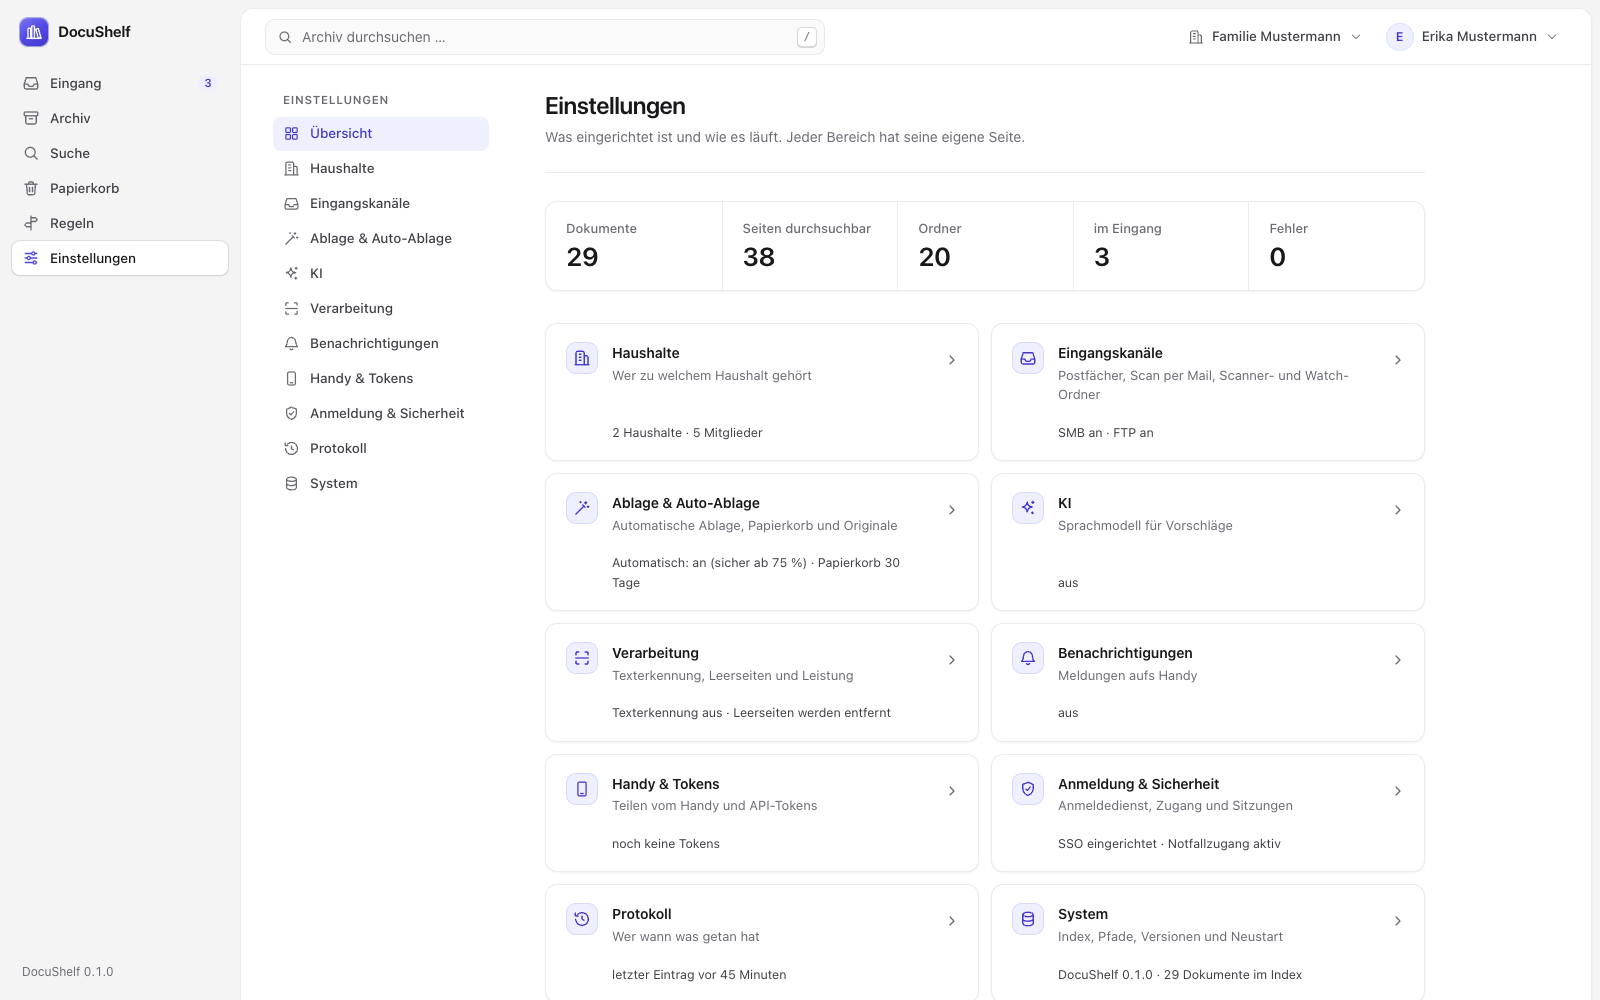 DocuShelf
Eingang
3
Archiv
Suche
Papierkorb
Regeln
Einstellungen
DocuShelf 0.1.0
Archiv durchsuchen …
/
Familie Mustermann
E
Erika Mustermann
EINSTELLUNGEN
Übersicht
Haushalte
Eingangskanäle
Ablage & Auto-Ablage
KI
Verarbeitung
Benachrichtigungen
Handy & Tokens
Anmeldung & Sicherheit
Protokoll
System
Einstellungen
Was eingerichtet ist und wie es läuft. Jeder Bereich hat seine eigene Seite.
Dokumente
29
Seiten durchsuchbar
38
Ordner
20
im Eingang
3
Fehler
0
Haushalte
Wer zu welchem Haushalt gehört
2 Haushalte · 5 Mitglieder
Eingangskanäle
Postfächer, Scan per Mail, Scanner- und Watch-
Ordner
SMB an · FTP an
Ablage & Auto-Ablage
Automatische Ablage, Papierkorb und Originale
Automatisch: an (sicher ab 75 %) · Papierkorb 30
Tage
KI
Sprachmodell für Vorschläge
aus
Verarbeitung
Texterkennung, Leerseiten und Leistung
Texterkennung aus · Leerseiten werden entfernt
Benachrichtigungen
Meldungen aufs Handy
aus
Handy & Tokens
Teilen vom Handy und API-Tokens
noch keine Tokens
Anmeldung & Sicherheit
Anmeldedienst, Zugang und Sitzungen
SSO eingerichtet · Notfallzugang aktiv
Protokoll
Wer wann was getan hat
letzter Eintrag vor 45 Minuten
System
Index, Pfade, Versionen und Neustart
DocuShelf 0.1.0 · 29 Dokumente im Index